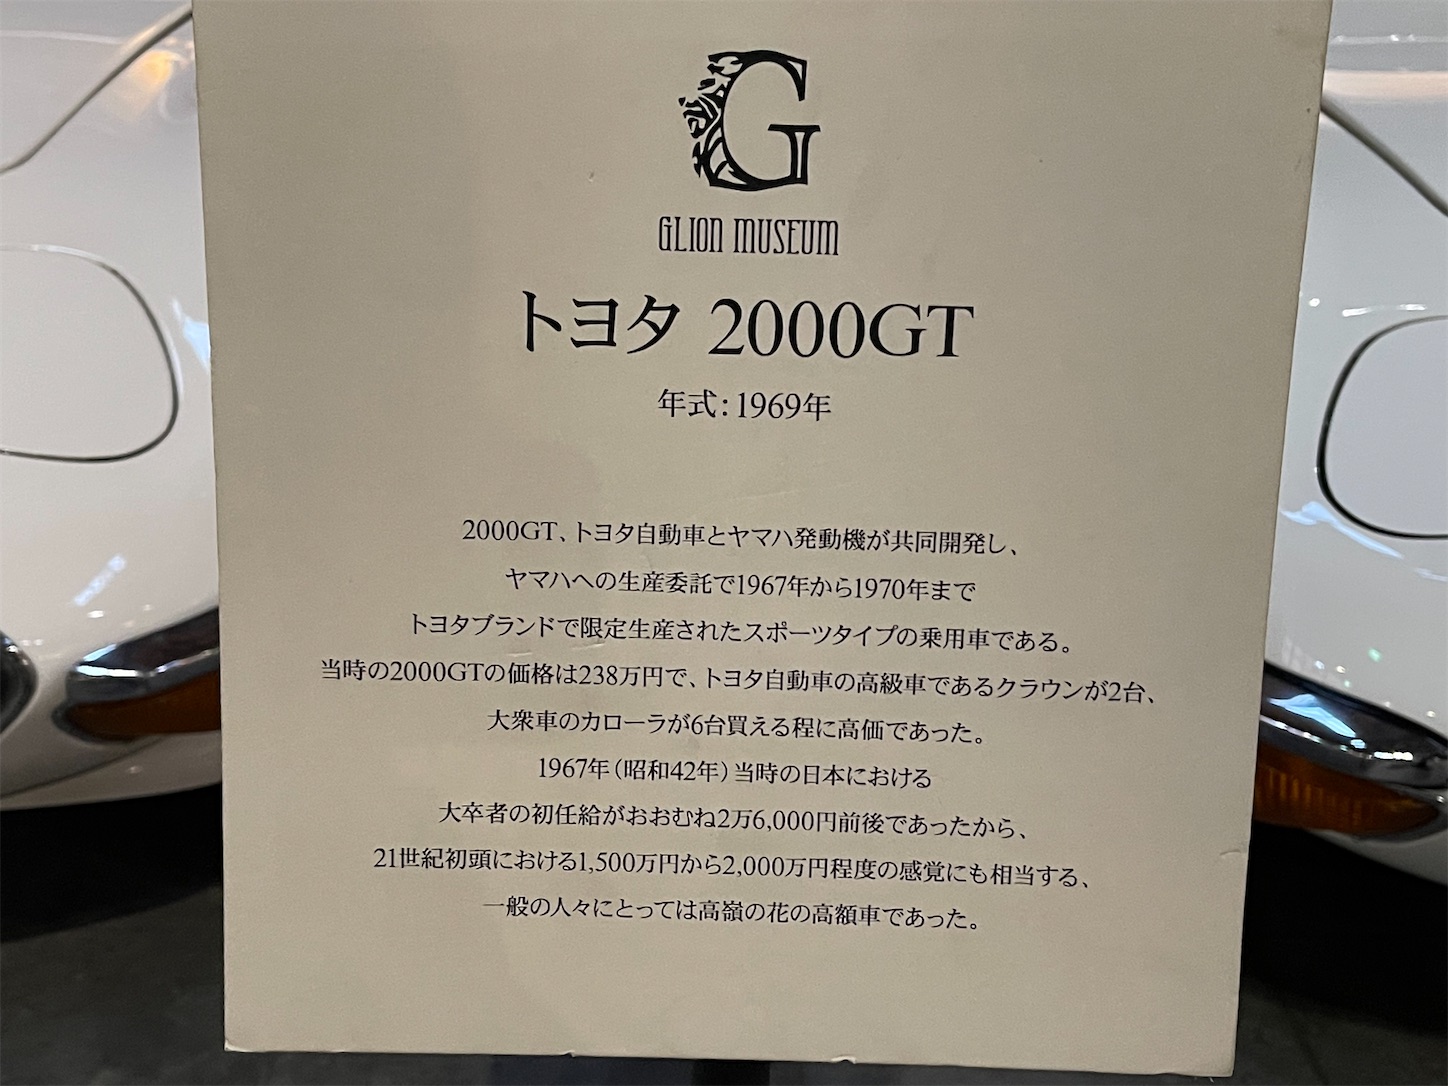 G
GLION MUSEUM
トヨタ 2000GT
年式：1969年
2000GT、トヨタ自動車とヤマハ発動機が共同開発し、
ヤマハへの生産委託で1967年から1970年まで
トヨタブランドで限定生産されたスポーツタイプの乗用車である。
当時の2000GTの価格は238万円で、トヨタ自動車の高級車であるクラウンが2台、
大衆車のカローラが6台買える程に高価であった。
1967年（昭和42年）当時の日本における
大卒者の初任給がおおむね2万6,000円前後であったから、
21世紀初頭における1,500万円から2,000万円程度の感覚にも相当する、
一般の人々にとっては高嶺の花の高額車であった。